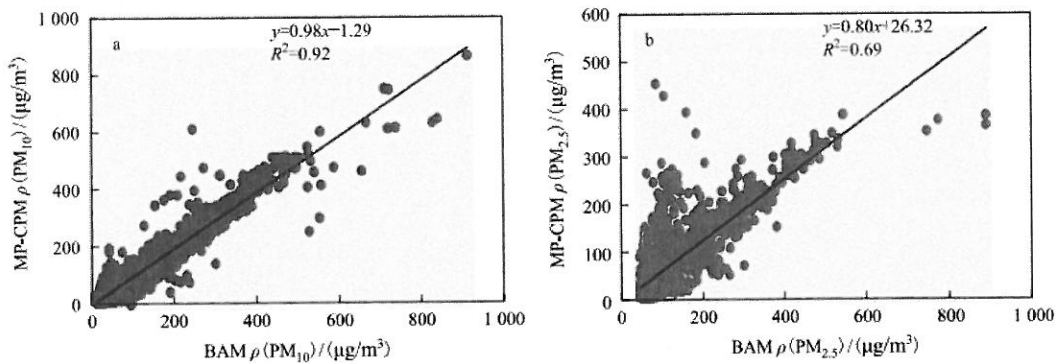 1 000
800
600
400
200
0
MP-CPM ρ(PM₁₀)/(μg/m³)
a
y=0.98x−1.29
R²=0.92
0 200 400 600 800 1 000
BAM ρ(PM₁₀)/(μg/m³)
600
500
400
300
200
100
0
MP-CPM ρ(PM₂.₅)/(μg/m³)
b
y=0.80x+26.32
R²=0.69
0 200 400 600 800 1 000
BAM ρ(PM₂.₅)/(μg/m³)